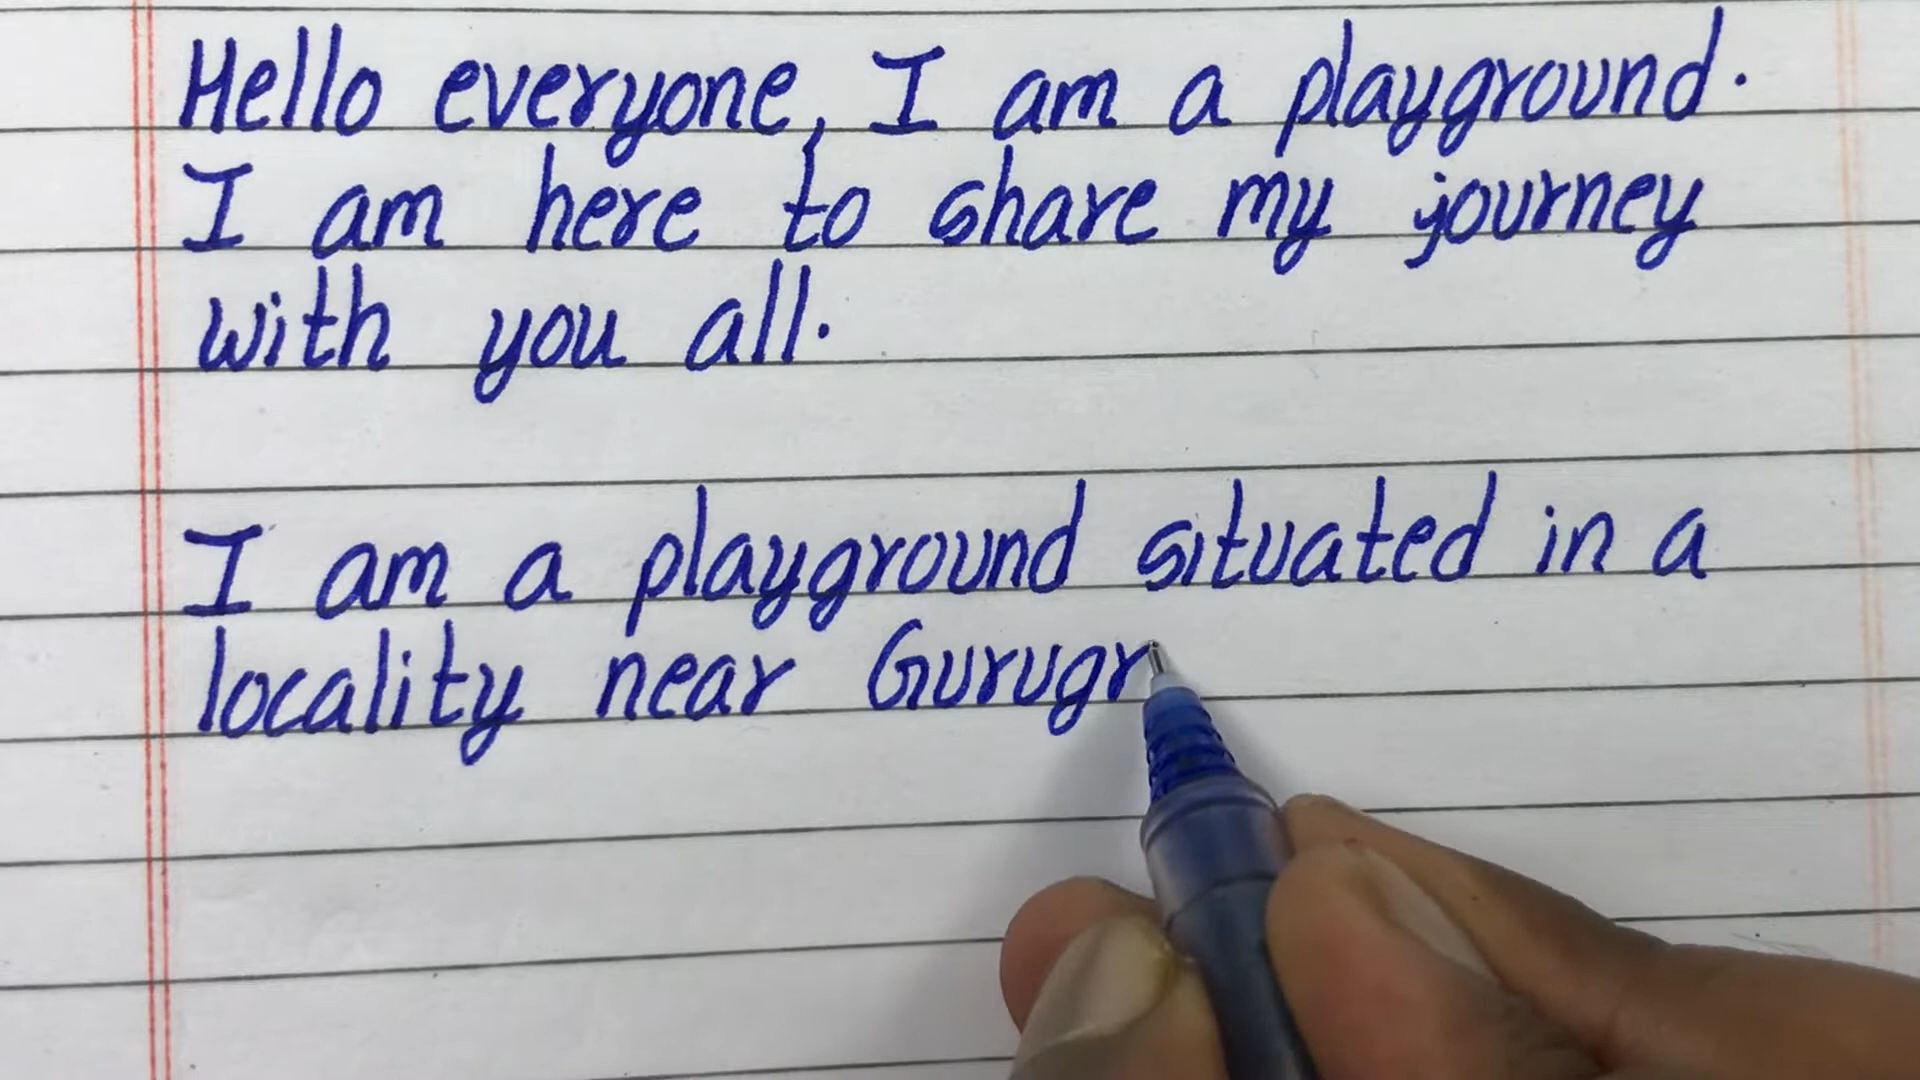 Hello everyone, I am a playground.
I am here to share my journey
with you all.
I am a playground situated in a
locality near Gurugr